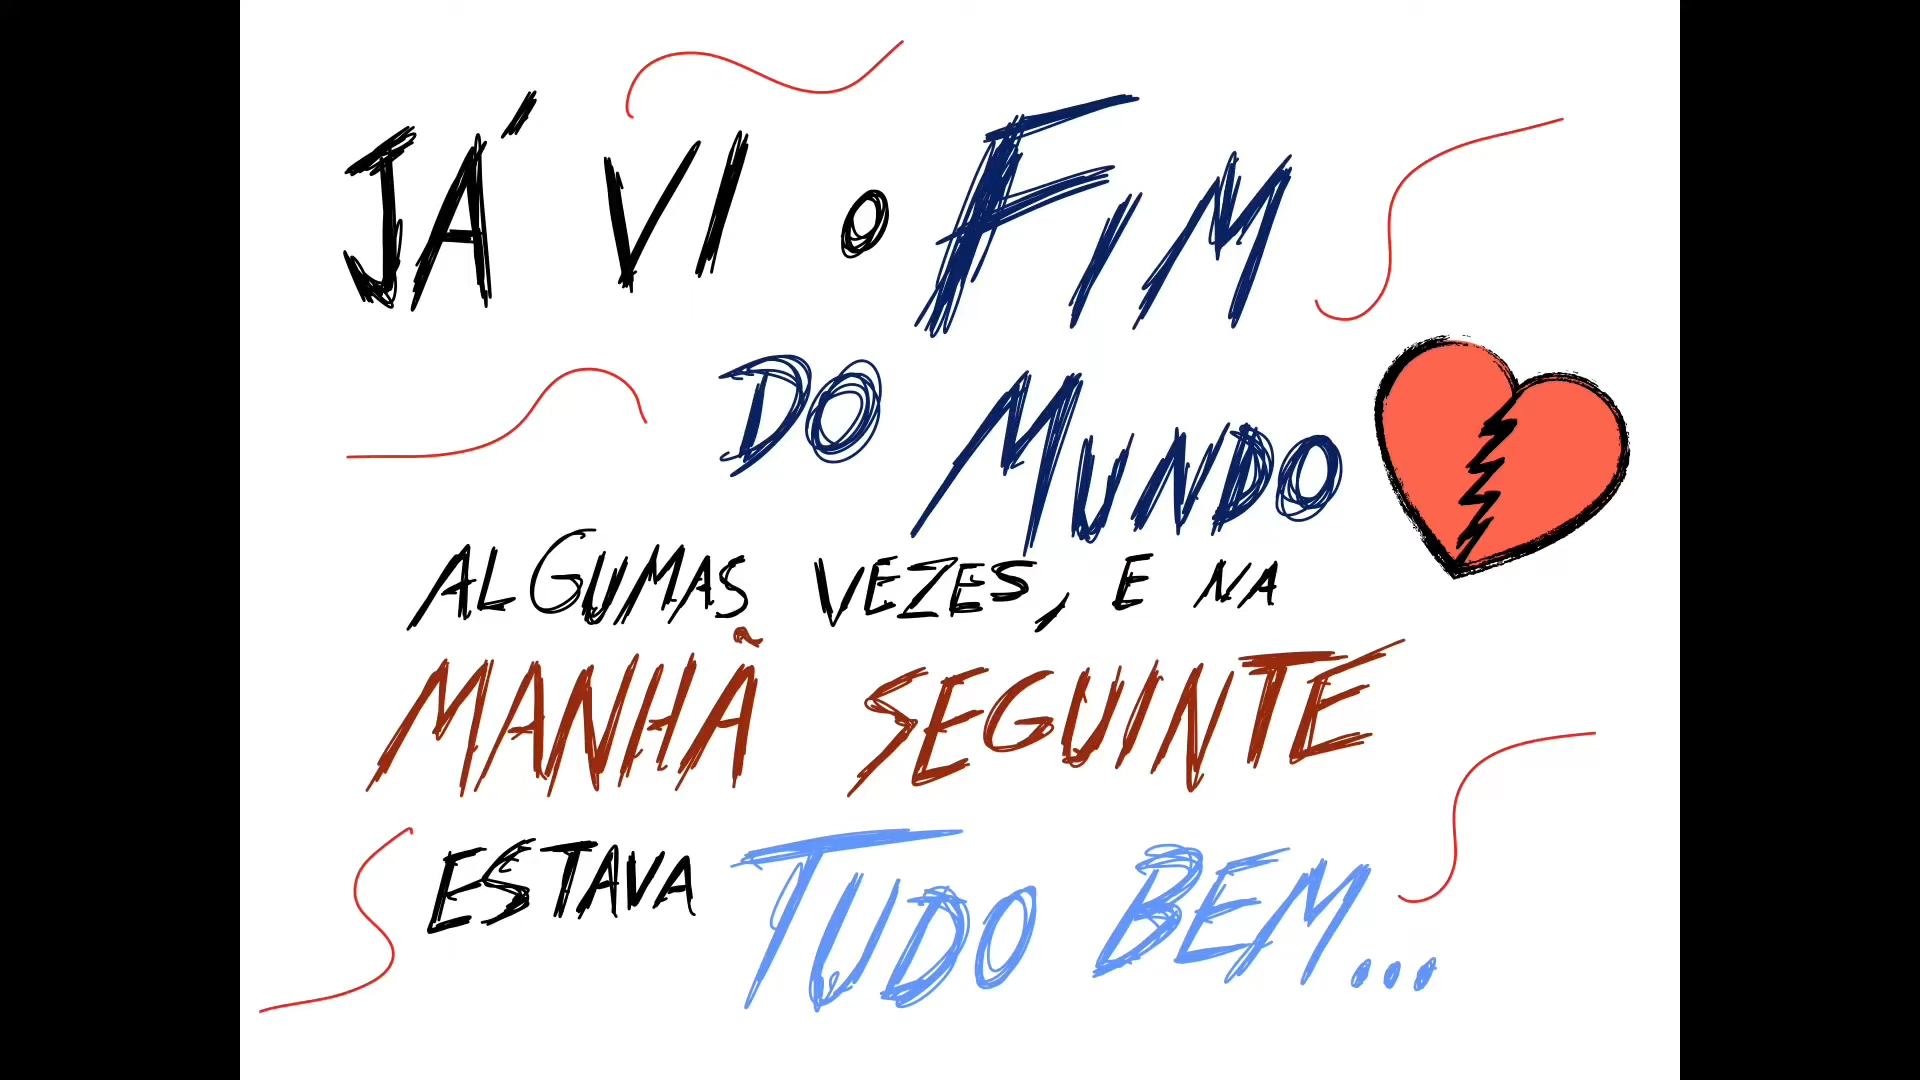 JÁ VI O FIM
DO MUNDO
ALGUMAS VEZES, E NA
MANHÃ SEGUINTE
ESTAVA TUDO BEM...